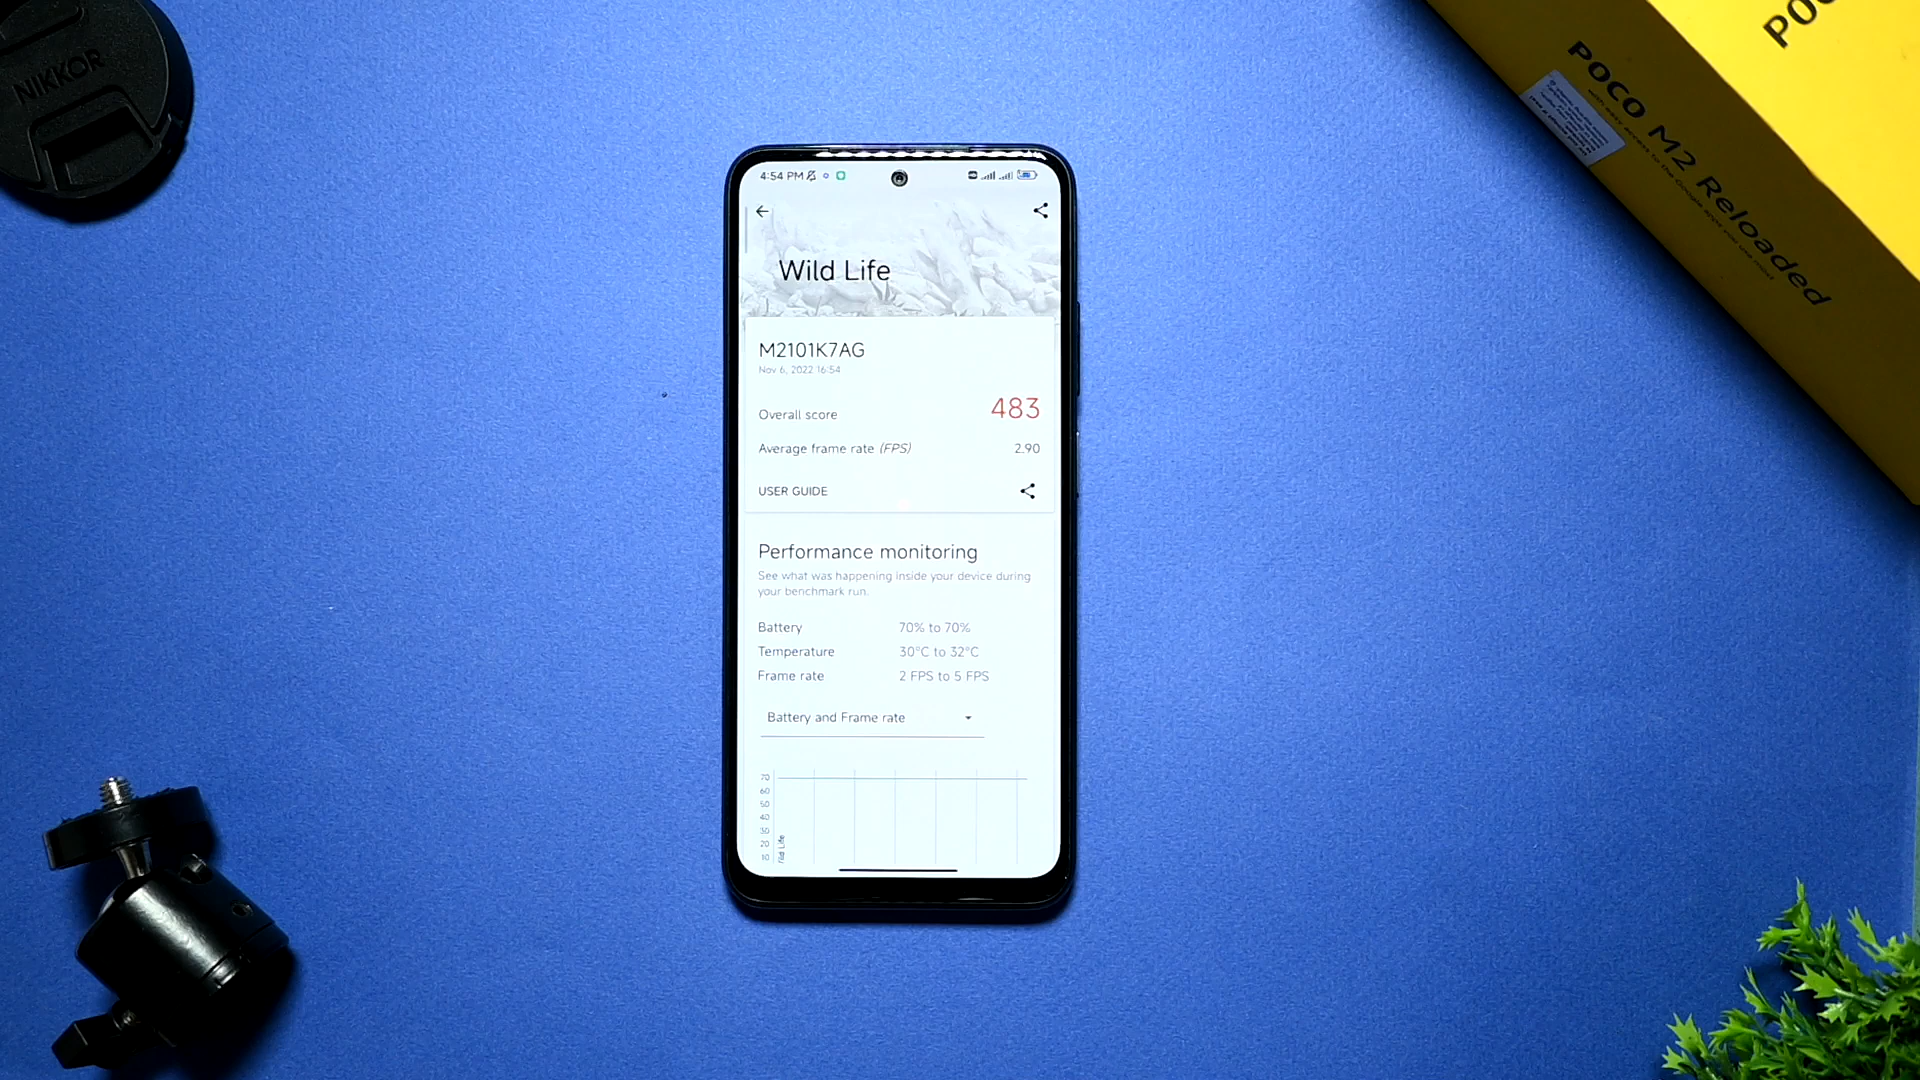 NIKKOR
POCO M2 Reloaded
4:54 PM
Wild Life
M2101K7AG
Nov 6, 2022 16:54
Overall score
483
Average frame rate (FPS)
2.90
USER GUIDE
Performance monitoring
See what was happening inside your device during
your benchmark run.
Battery
70% to 70%
Temperature
30°C to 32°C
Frame rate
2 FPS to 5 FPS
Battery and Frame rate
70
60
50
40
30
20
10